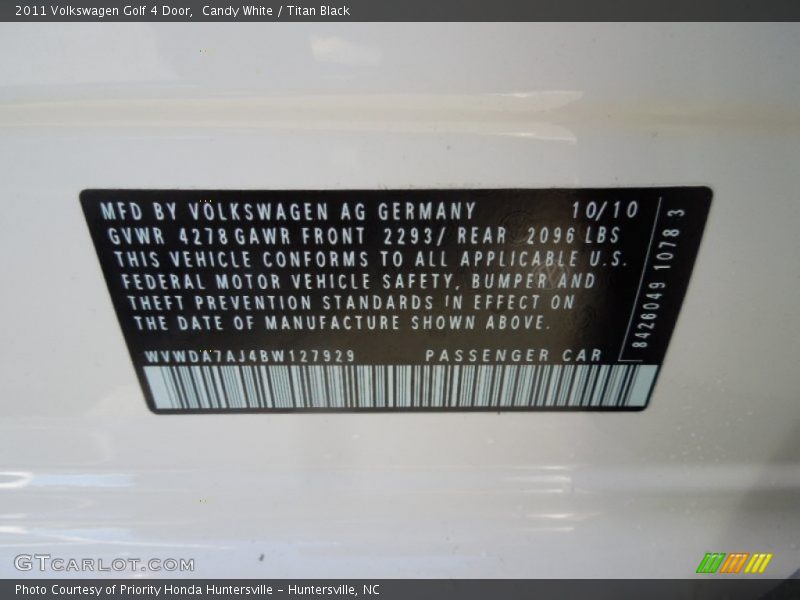 2011 Volkswagen Golf 4 Door, Candy White / Titan Black
MFD BY VOLKSWAGEN AG GERMANY 10/10
GVWR 4278 GAWR FRONT 2293/ REAR 2096 LBS
THIS VEHICLE CONFORMS TO ALL APPLICABLE U.S.
FEDERAL MOTOR VEHICLE SAFETY, BUMPER AND
THEFT PREVENTION STANDARDS IN EFFECT ON
THE DATE OF MANUFACTURE SHOWN ABOVE.
WVWDA7AJ4BW127929 PASSENGER CAR
8426049 1078 3
GTCARLOT.COM
Photo Courtesy of Priority Honda Huntersville – Huntersville, NC